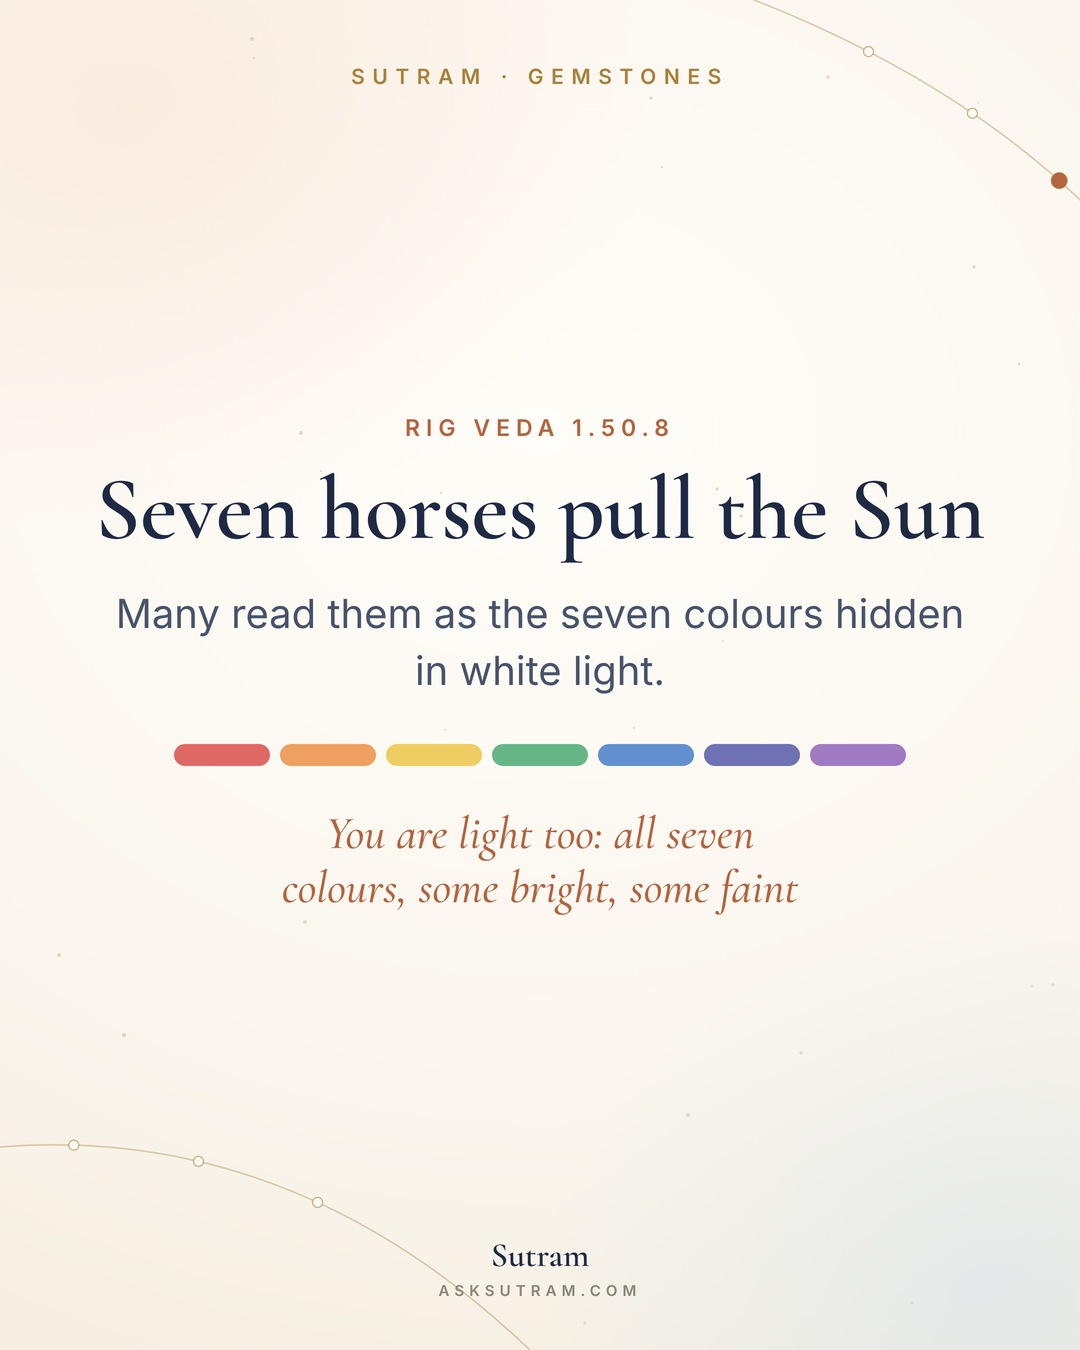 SUTRAM · GEMSTONES
RIG VEDA 1.50.8
Seven horses pull the Sun
Many read them as the seven colours hidden
in white light.
You are light too: all seven
colours, some bright, some faint
Sutram
ASKSUTRAM.COM